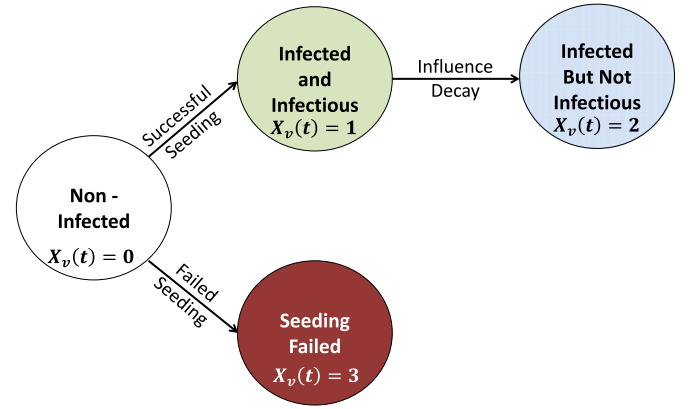 Non -
Infected
X_v(t) = 0
Successful
Seeding
Infected
and
Infectious
X_v(t) = 1
Influence
Decay
Infected
But Not
Infectious
X_v(t) = 2
Failed
Seeding
Seeding
Failed
X_v(t) = 3